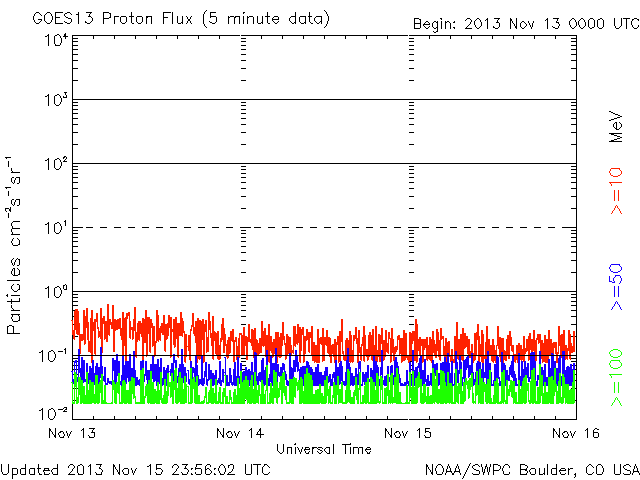 GOES13 Proton Flux (5 minute data)
Begin: 2013 Nov 13 0000 UTC
10⁴
10³
10²
10¹
10⁰
10⁻¹
10⁻²
Particles cm⁻²s⁻¹sr⁻¹
MeV
>=10
>=50
>=100
Nov 13
Nov 14
Nov 15
Nov 16
Universal Time
Updated 2013 Nov 15 23:56:02 UTC
NOAA/SWPC Boulder, CO USA